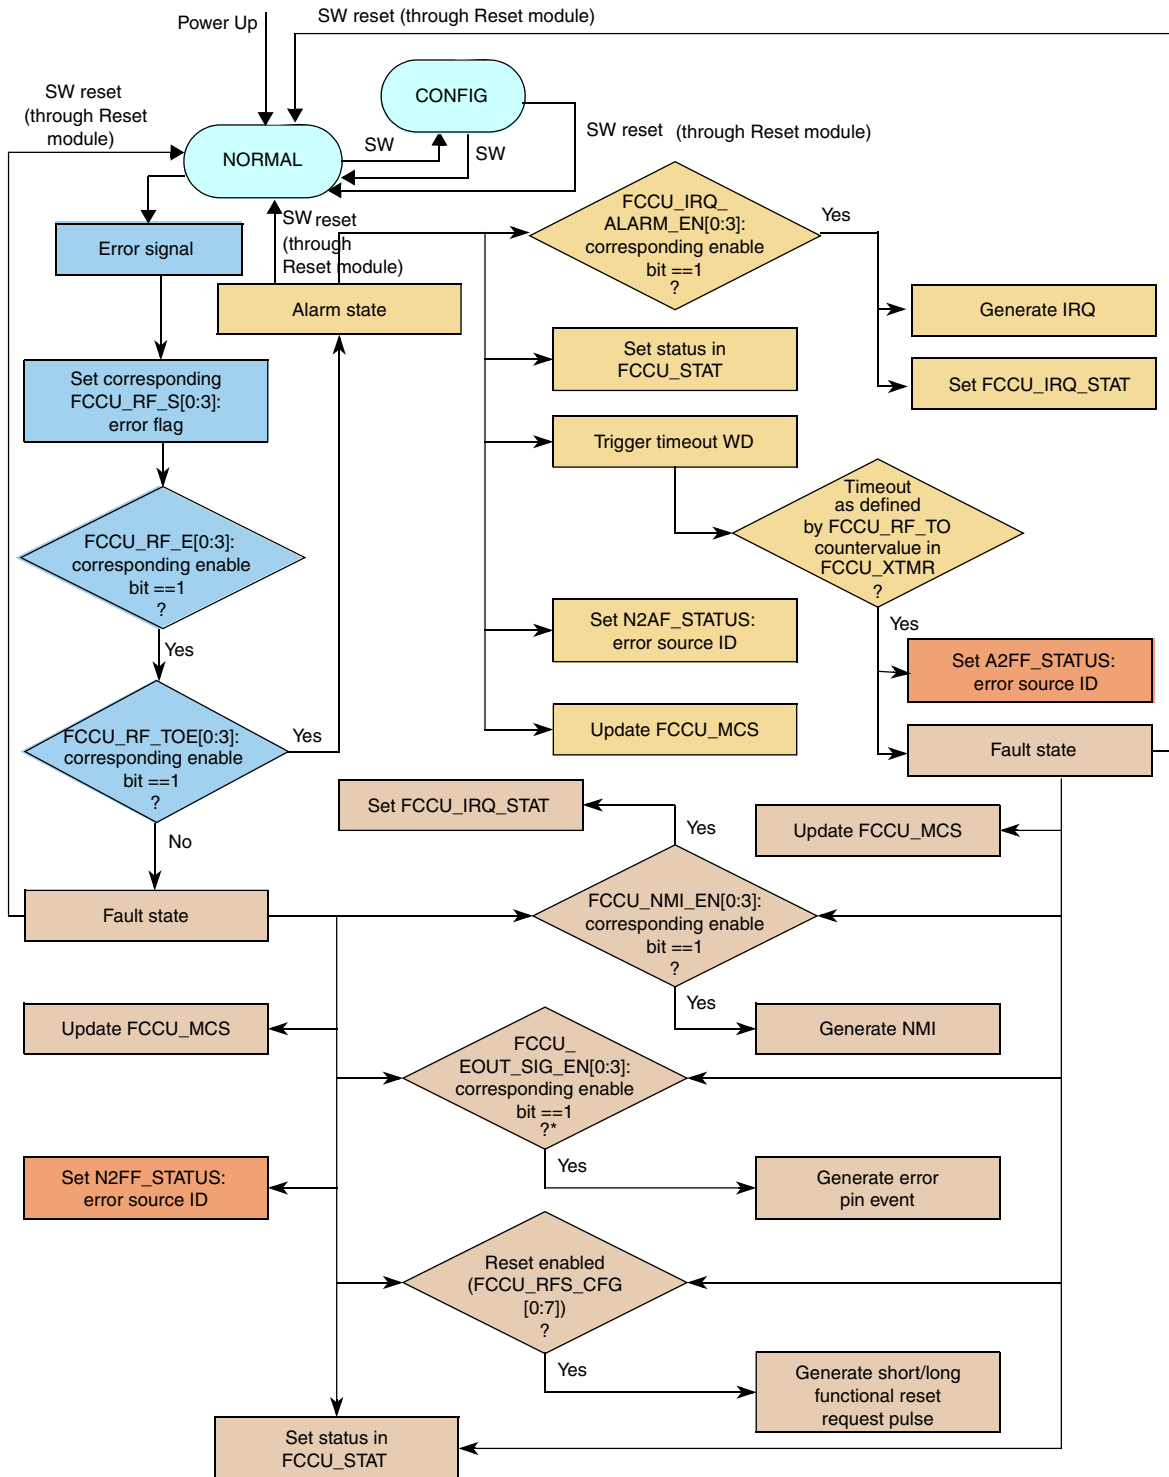 Power Up
SW reset (through Reset module)
SW reset
(through Reset
module)
CONFIG
NORMAL
SW
SW
SW reset (through Reset module)
SW reset
(through
Reset module)
Error signal
Alarm state
FCCU_IRQ_
ALARM_EN[0:3]:
corresponding enable
bit ==1
?
Yes
Generate IRQ
Set FCCU_IRQ_STAT
Set status in
FCCU_STAT
Set corresponding
FCCU_RF_S[0:3]:
error flag
Trigger timeout WD
Timeout
as defined
by FCCU_RF_TO
countervalue in
FCCU_XTMR
?
FCCU_RF_E[0:3]:
corresponding enable
bit ==1
?
Yes
Set N2AF_STATUS:
error source ID
Yes
Set A2FF_STATUS:
error source ID
FCCU_RF_TOE[0:3]:
corresponding enable
bit ==1
?
Yes
Update FCCU_MCS
Fault state
No
Set FCCU_IRQ_STAT
Yes
Update FCCU_MCS
Fault state
FCCU_NMI_EN[0:3]:
corresponding enable
bit ==1
?
Yes
Generate NMI
Update FCCU_MCS
FCCU_
EOUT_SIG_EN[0:3]:
corresponding enable
bit ==1
?*
Yes
Generate error
pin event
Set N2FF_STATUS:
error source ID
Reset enabled
(FCCU_RFS_CFG
[0:7])
?
Yes
Generate short/long
functional reset
request pulse
Set status in
FCCU_STAT